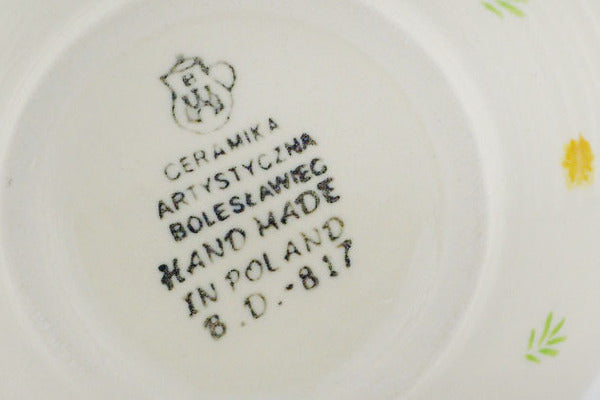 CERAMIKA
ARTYSTYCZNA
BOLESŁAWIEC
HAND MADE
IN POLAND
B.D.-817